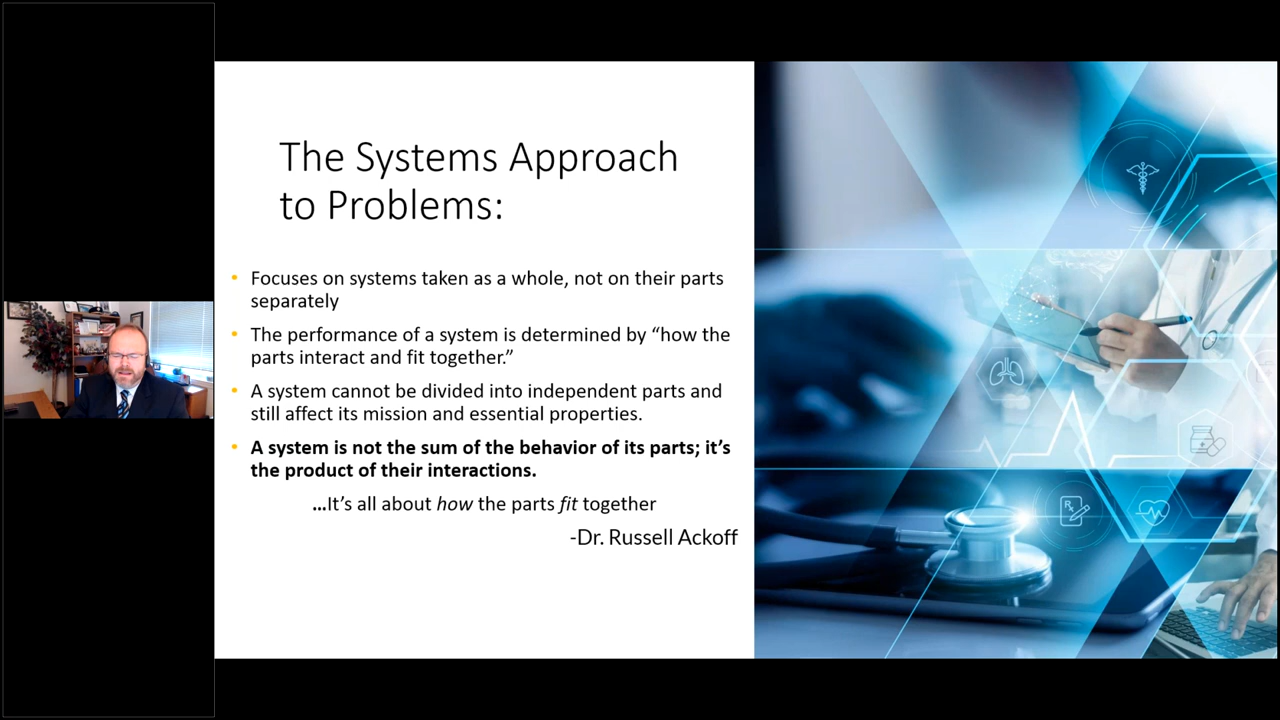 The Systems Approach
to Problems:
• Focuses on systems taken as a whole, not on their parts
separately
• The performance of a system is determined by “how the
parts interact and fit together.”
• A system cannot be divided into independent parts and
still affect its mission and essential properties.
• A system is not the sum of the behavior of its parts; it’s
the product of their interactions.
…It’s all about how the parts fit together
-Dr. Russell Ackoff